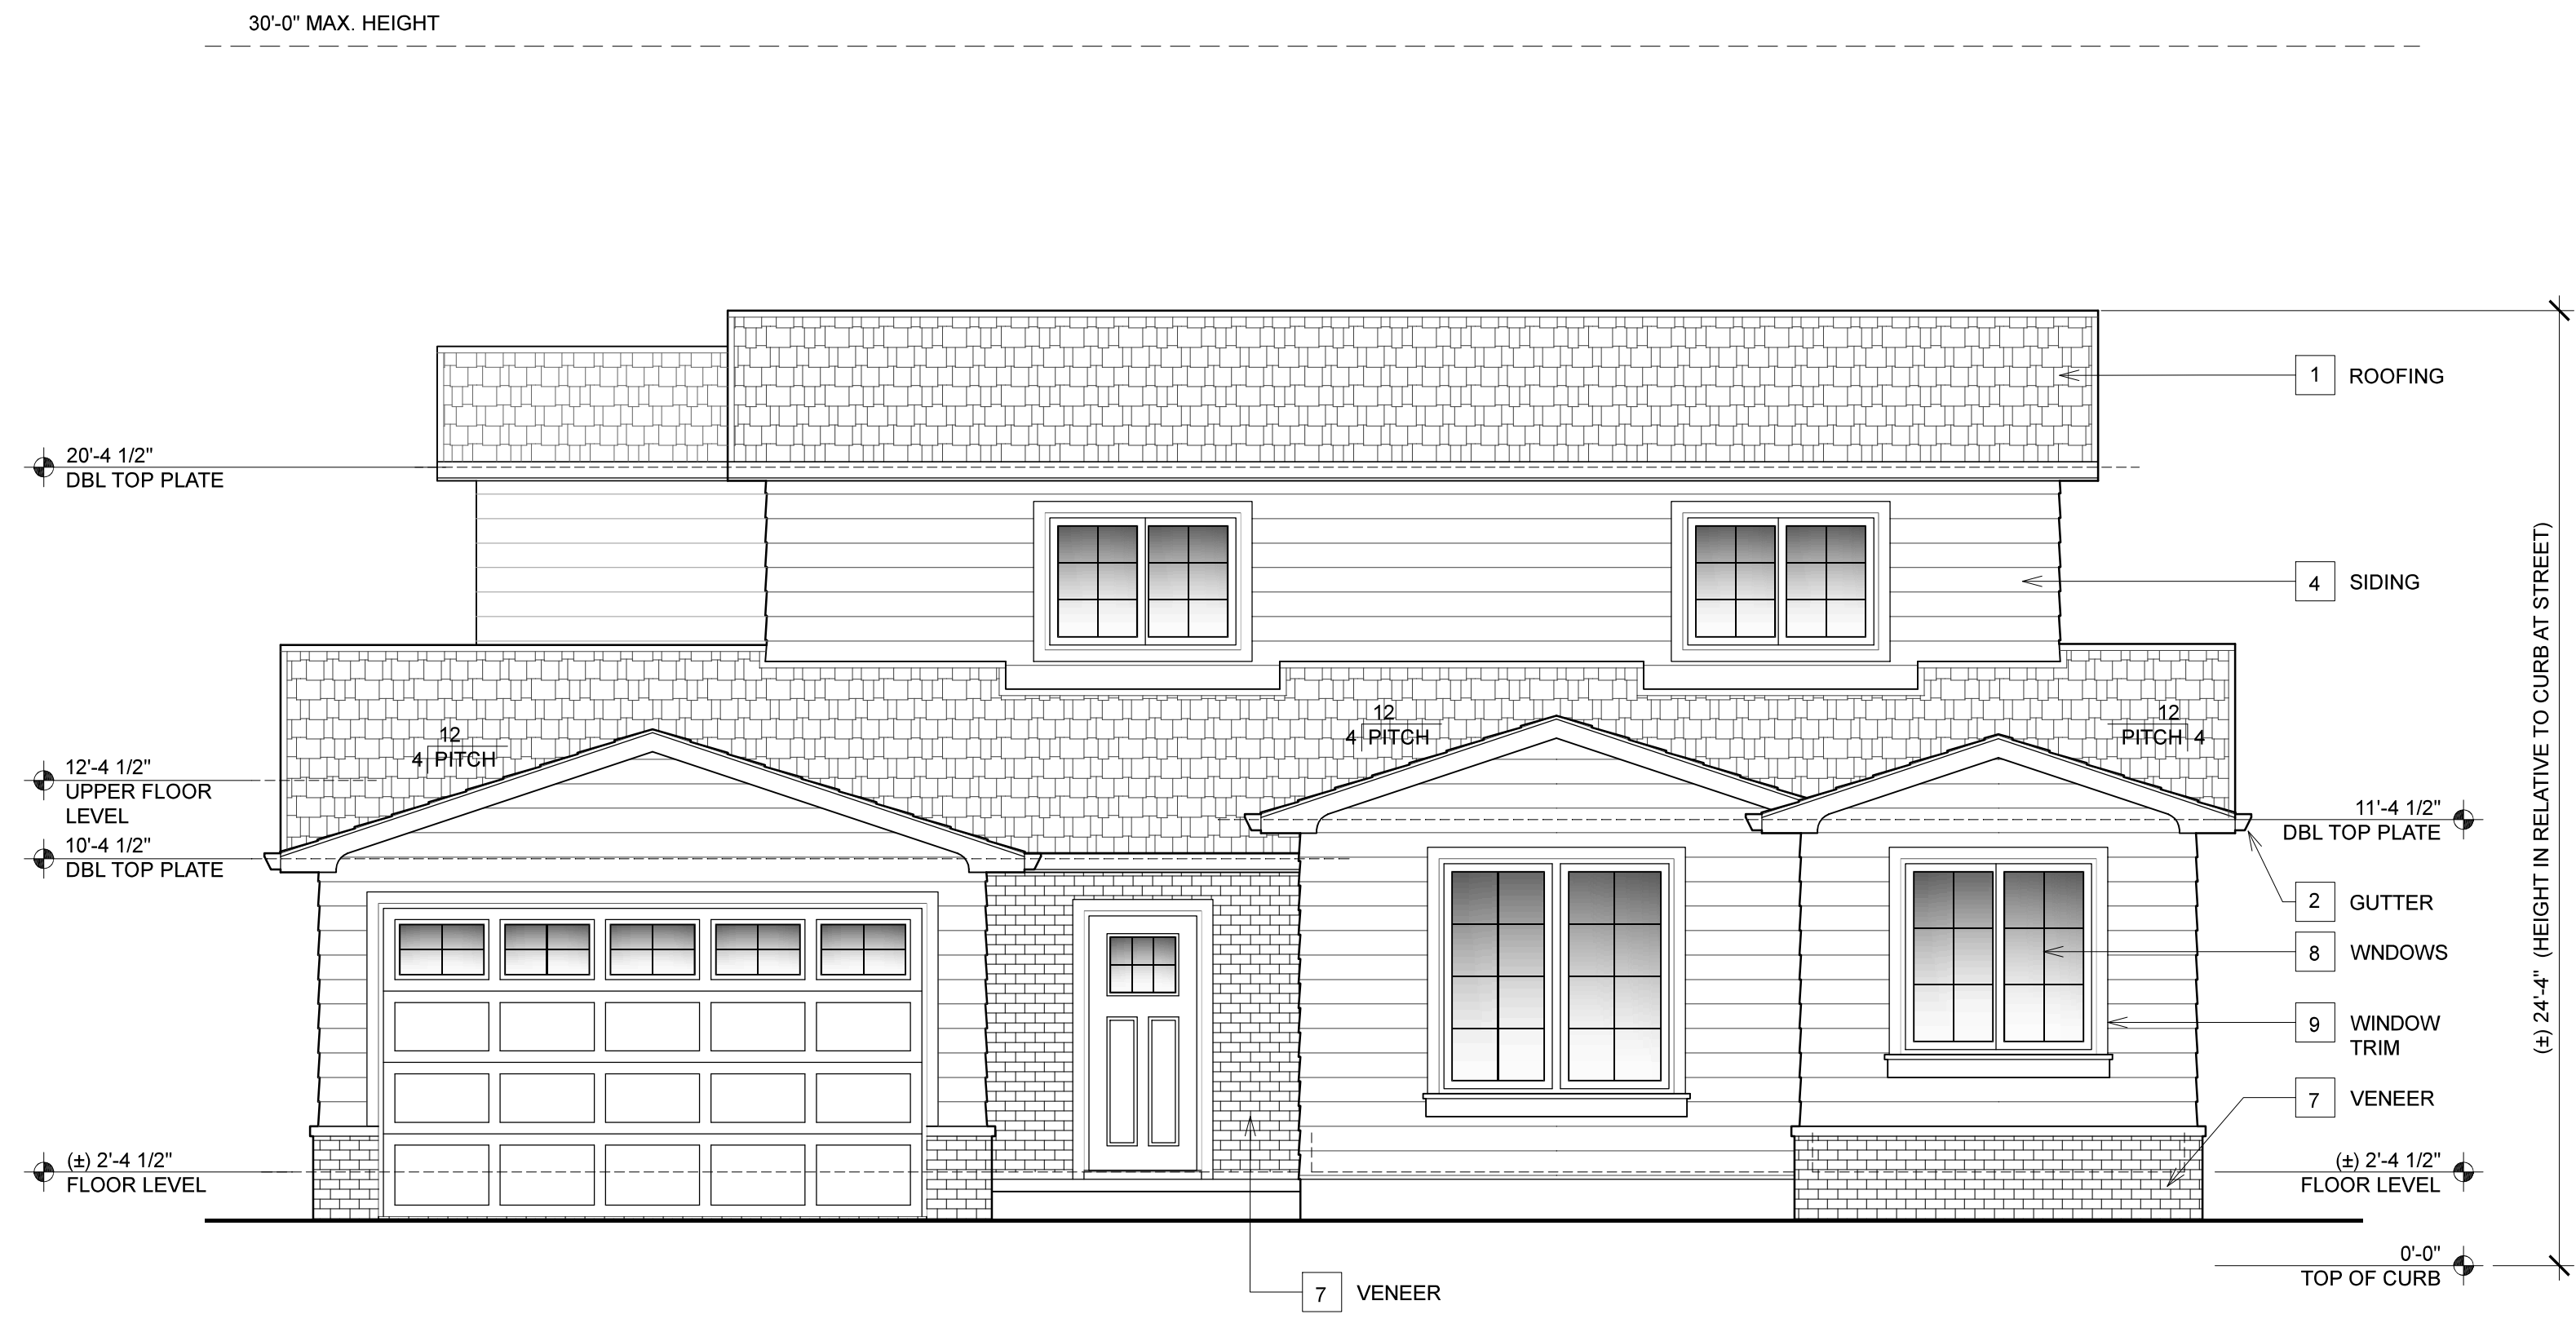 30'-0" MAX. HEIGHT
1 ROOFING
20'-4 1/2"
DBL TOP PLATE
4 SIDING
(±) 24'-4" (HEIGHT IN RELATIVE TO CURB AT STREET)
12
4 PITCH
12
4 PITCH
12
PITCH 4
12'-4 1/2"
UPPER FLOOR
LEVEL
11'-4 1/2"
DBL TOP PLATE
10'-4 1/2"
DBL TOP PLATE
2 GUTTER
8 WNDOWS
9 WINDOW
TRIM
7 VENEER
(±) 2'-4 1/2"
FLOOR LEVEL
(±) 2'-4 1/2"
FLOOR LEVEL
0'-0"
TOP OF CURB
7 VENEER